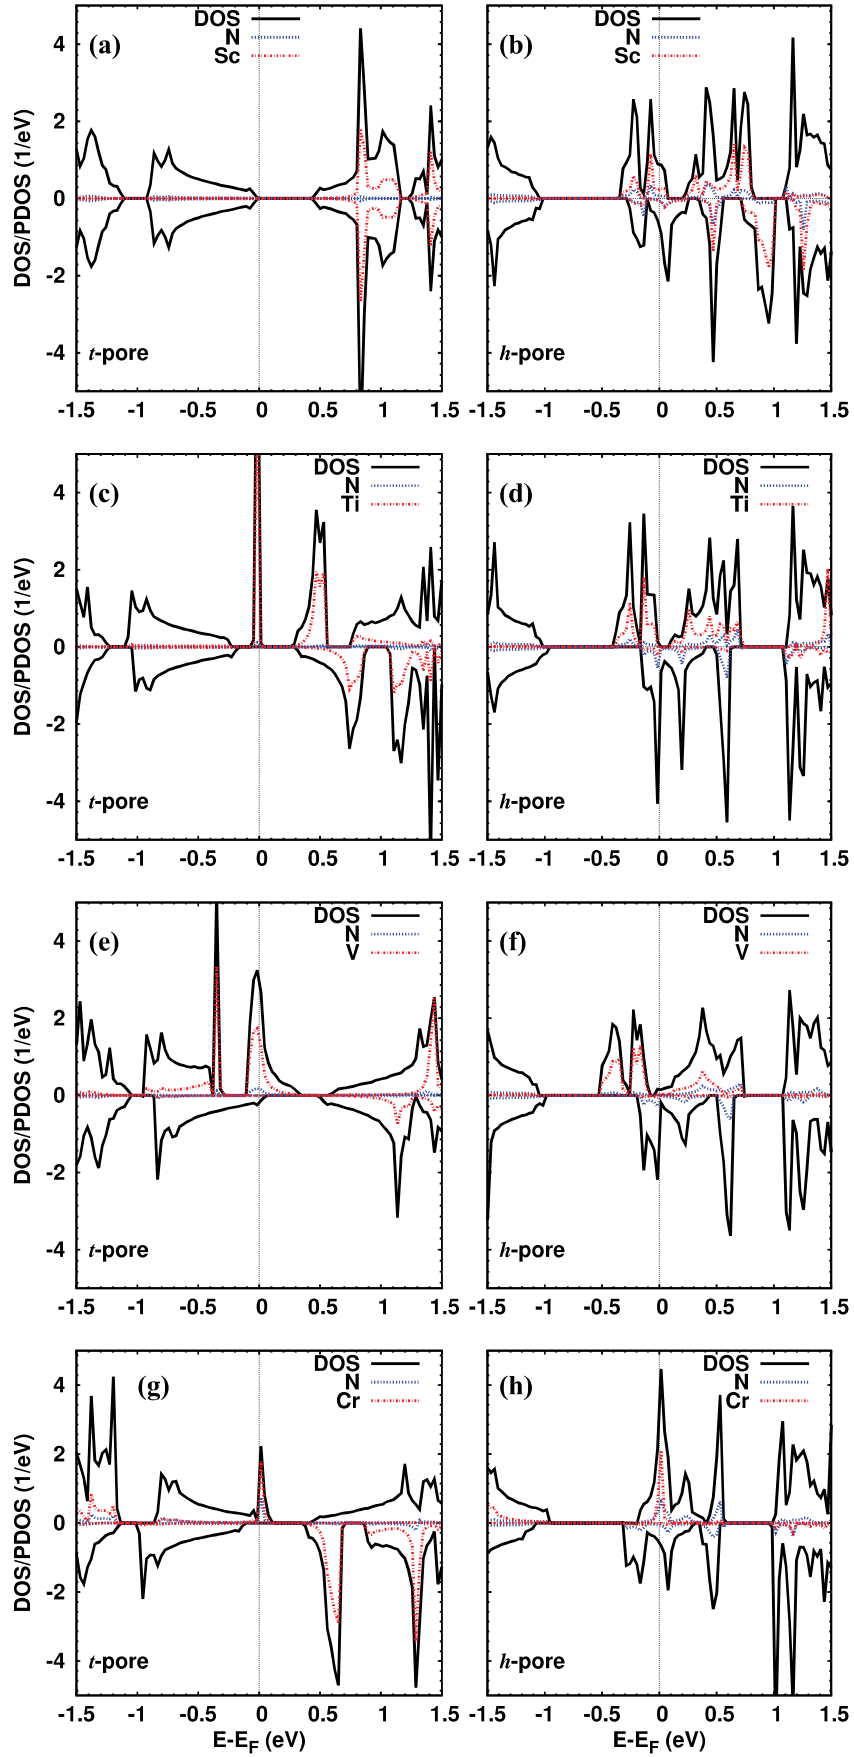 (a) DOS N Sc
(b) DOS N Sc
DOS/PDOS (1/eV)
4 2 0 -2 -4
t-pore
h-pore
-1.5 -1 -0.5 0 0.5 1 1.5
-1.5 -1 -0.5 0 0.5 1 1.5
(c) DOS N Ti
(d) DOS N Ti
DOS/PDOS (1/eV)
4 2 0 -2 -4
t-pore
h-pore
-1.5 -1 -0.5 0 0.5 1 1.5
-1.5 -1 -0.5 0 0.5 1 1.5
(e) DOS N V
(f) DOS N V
DOS/PDOS (1/eV)
4 2 0 -2 -4
t-pore
h-pore
-1.5 -1 -0.5 0 0.5 1 1.5
-1.5 -1 -0.5 0 0.5 1 1.5
(g) DOS N Cr
(h) DOS N Cr
DOS/PDOS (1/eV)
4 2 0 -2 -4
t-pore
h-pore
-1.5 -1 -0.5 0 0.5 1 1.5
-1.5 -1 -0.5 0 0.5 1 1.5
E-EF (eV)
E-EF (eV)